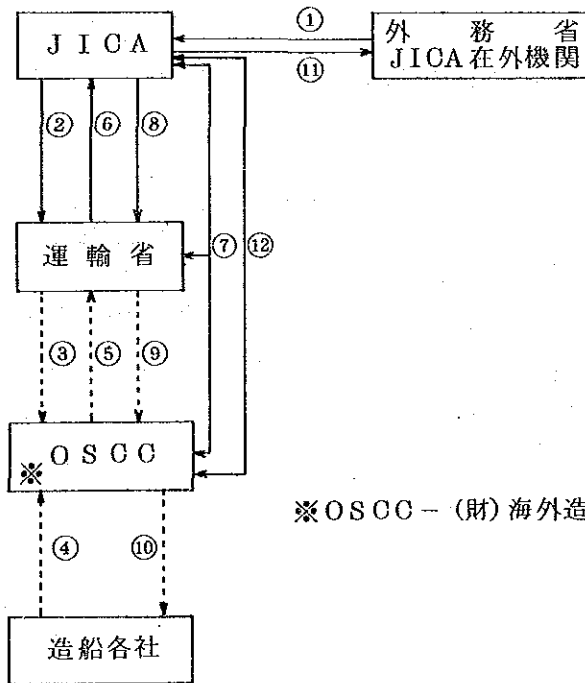 JICA
①
外務省
JICA在外機関
⑪
② ⑥ ⑧
運輸省
⑦ ⑫
③ ⑤ ⑨
OSCC
※
※OSCC-(財)海外造
④ ⑩
造船各社